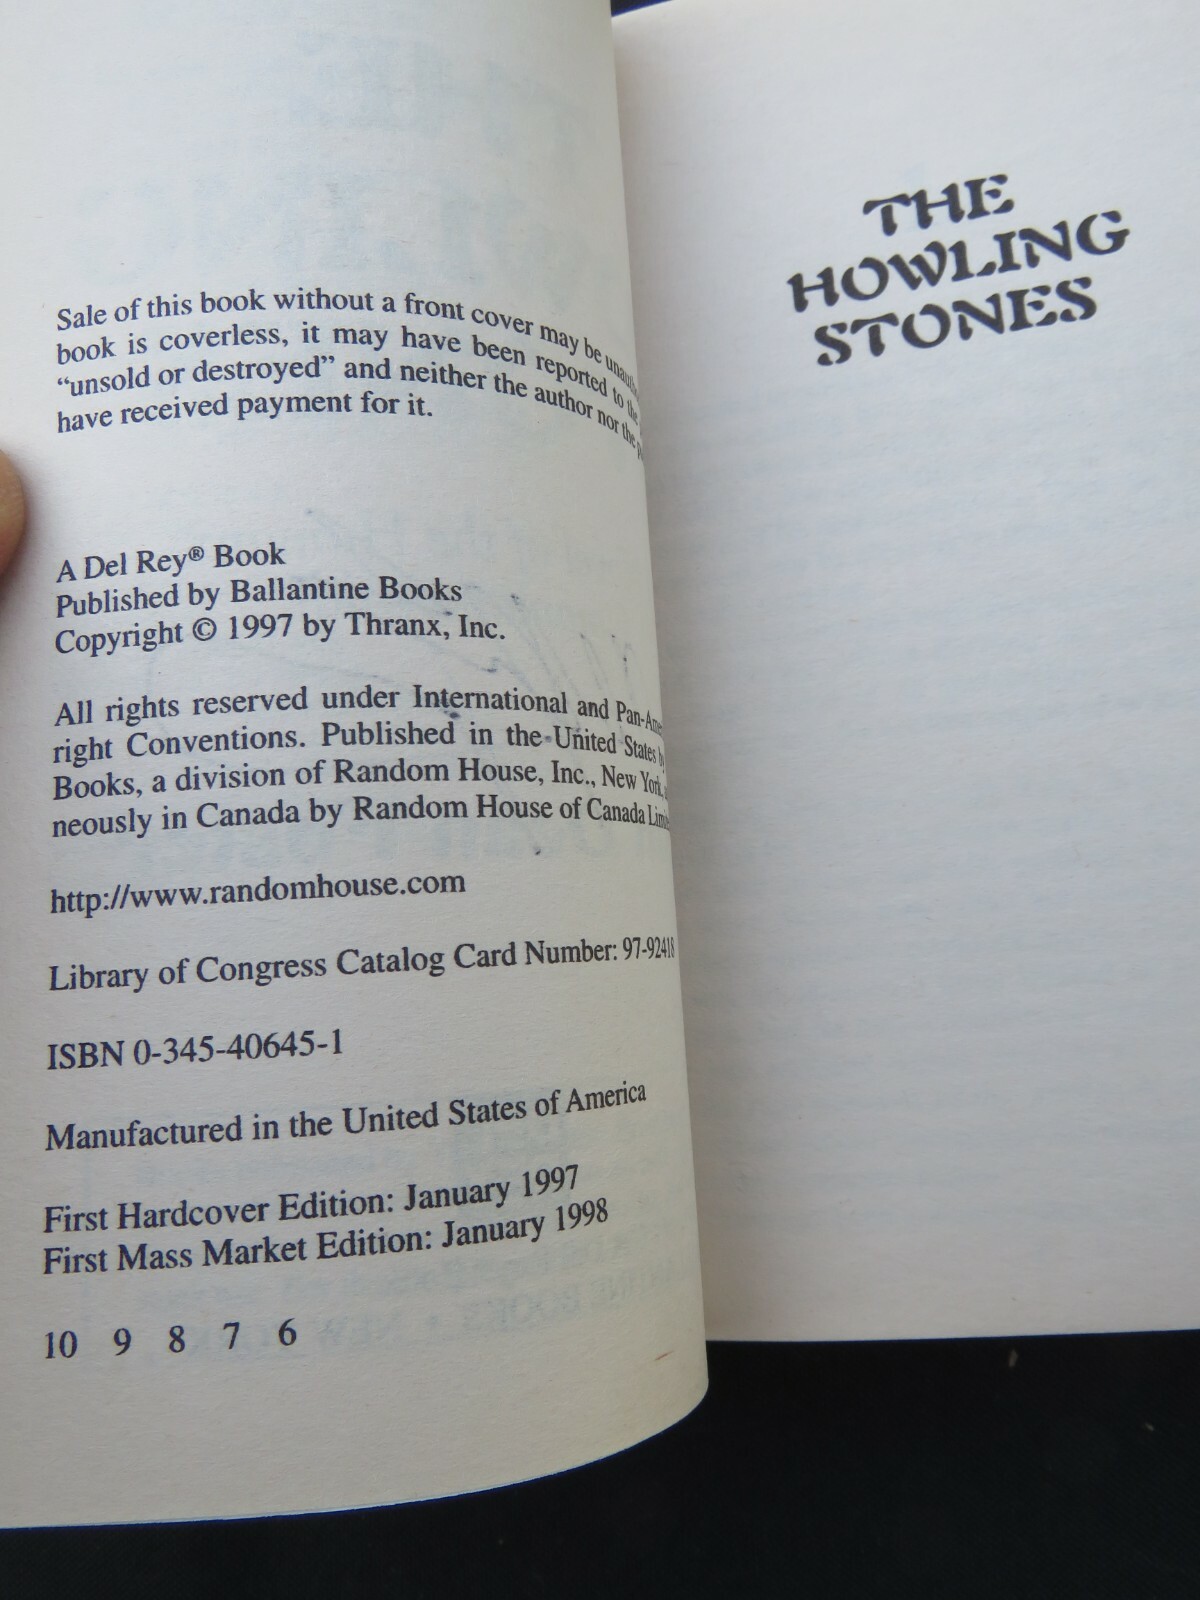 Sale of this book without a front cover may be
book is coverless, it may have been reported to the
“unsold or destroyed” and neither the author nor the
have received payment for it.
A Del Rey® Book
Published by Ballantine Books
Copyright © 1997 by Thranx, Inc.
All rights reserved under International and
right Conventions. Published in the United States by
Books, a division of Random House, Inc., New York,
neously in Canada by Random House of Canada
http://www.randomhouse.com
Library of Congress Catalog Card Number: 97-92418
ISBN 0-345-40645-1
Manufactured in the United States of America
First Hardcover Edition: January 1997
First Mass Market Edition: January 1998
10 9 8 7 6
THE
HOWLING
STONES